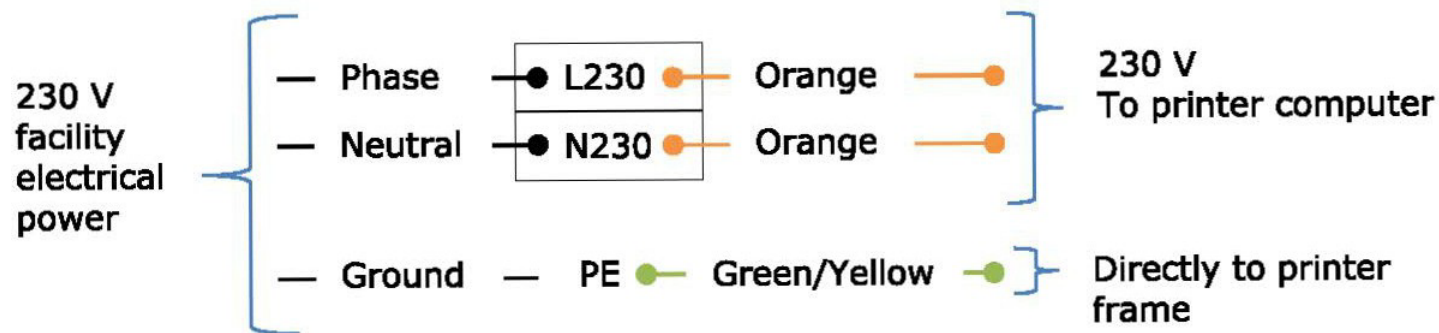 230 V
facility
electrical
power
Phase L230 Orange
Neutral N230 Orange
Ground PE Green/Yellow
230 V
To printer computer
Directly to printer
frame